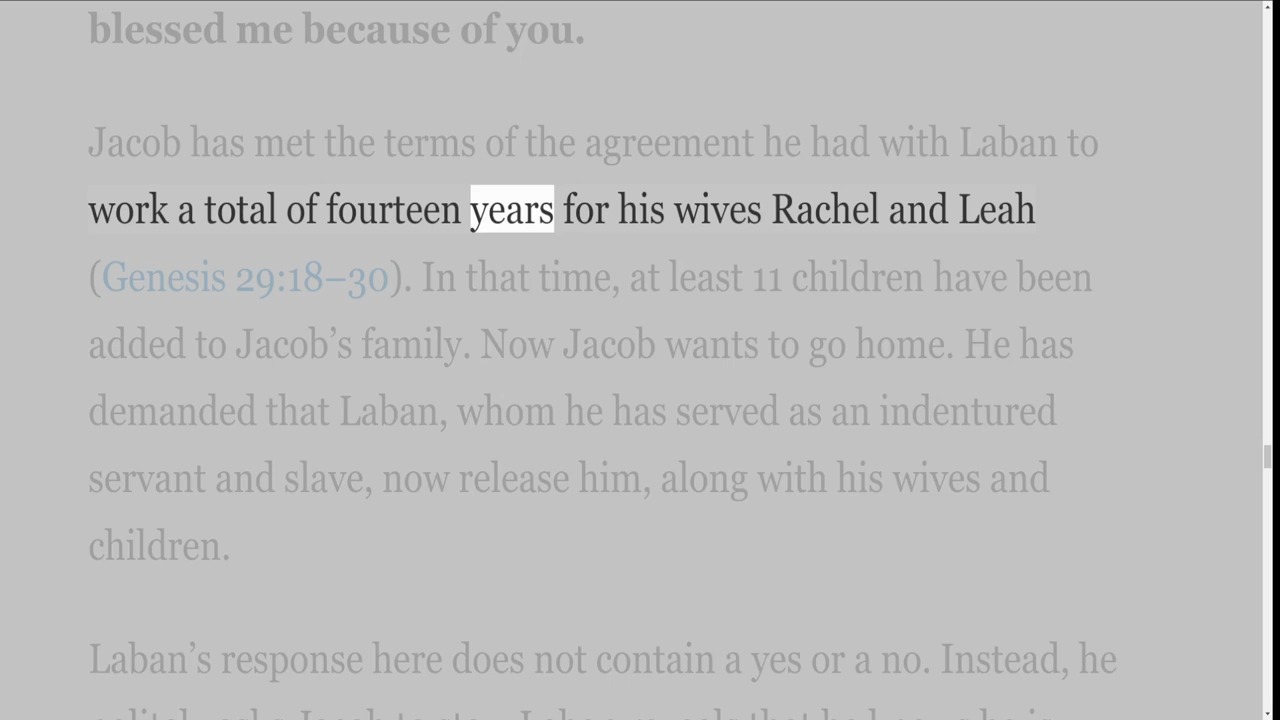 blessed me because of you.
Jacob has met the terms of the agreement he had with Laban to
work a total of fourteen years for his wives Rachel and Leah
(Genesis 29:18–30). In that time, at least 11 children have been
added to Jacob’s family. Now Jacob wants to go home. He has
demanded that Laban, whom he has served as an indentured
servant and slave, now release him, along with his wives and
children.
Laban’s response here does not contain a yes or a no. Instead, he